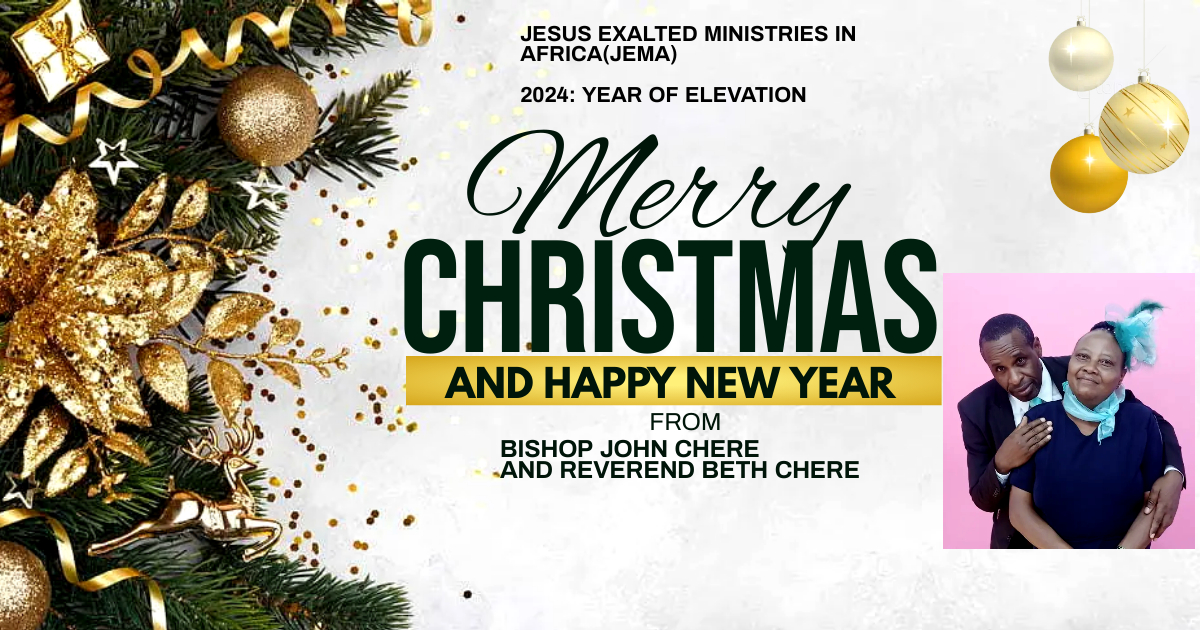 JESUS EXALTED MINISTRIES IN
AFRICA(JEMA)
2024: YEAR OF ELEVATION
Merry
CHRISTMAS
AND HAPPY NEW YEAR
FROM
BISHOP JOHN CHERE
AND REVEREND BETH CHERE